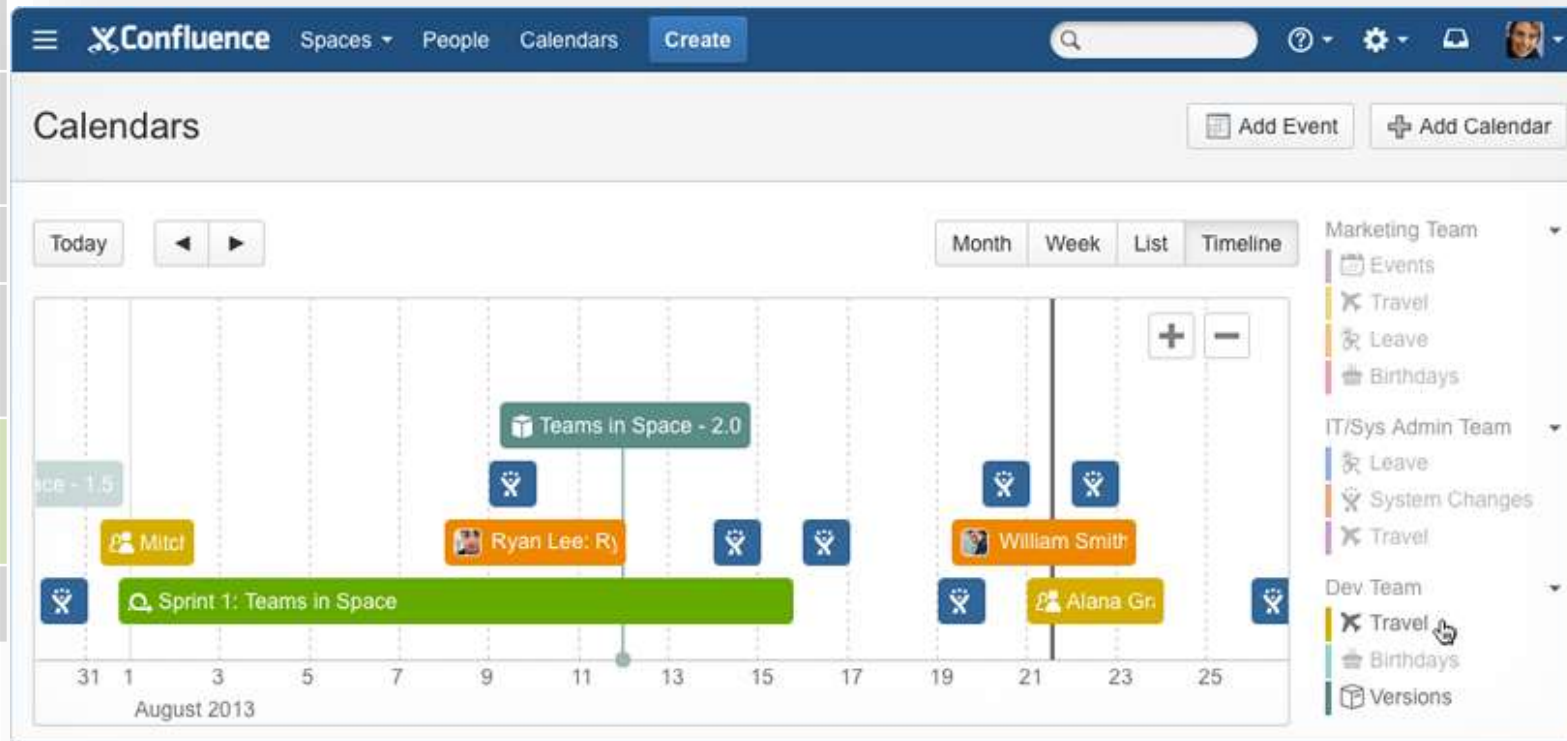 Confluence Spaces People Calendars Create
Calendars
Add Event Add Calendar
Today Month Week List Timeline
Marketing Team
Events
Travel
Leave
Birthdays
IT/Sys Admin Team
Leave
System Changes
Travel
Dev Team
Travel
Birthdays
Versions
Teams in Space - 2.0
ace - 1.5
Mitch
Ryan Lee: Ry
William Smith
Sprint 1: Teams in Space
Alana Gr
31 1 3 5 7 9 11 13 15 17 19 21 23 25
August 2013